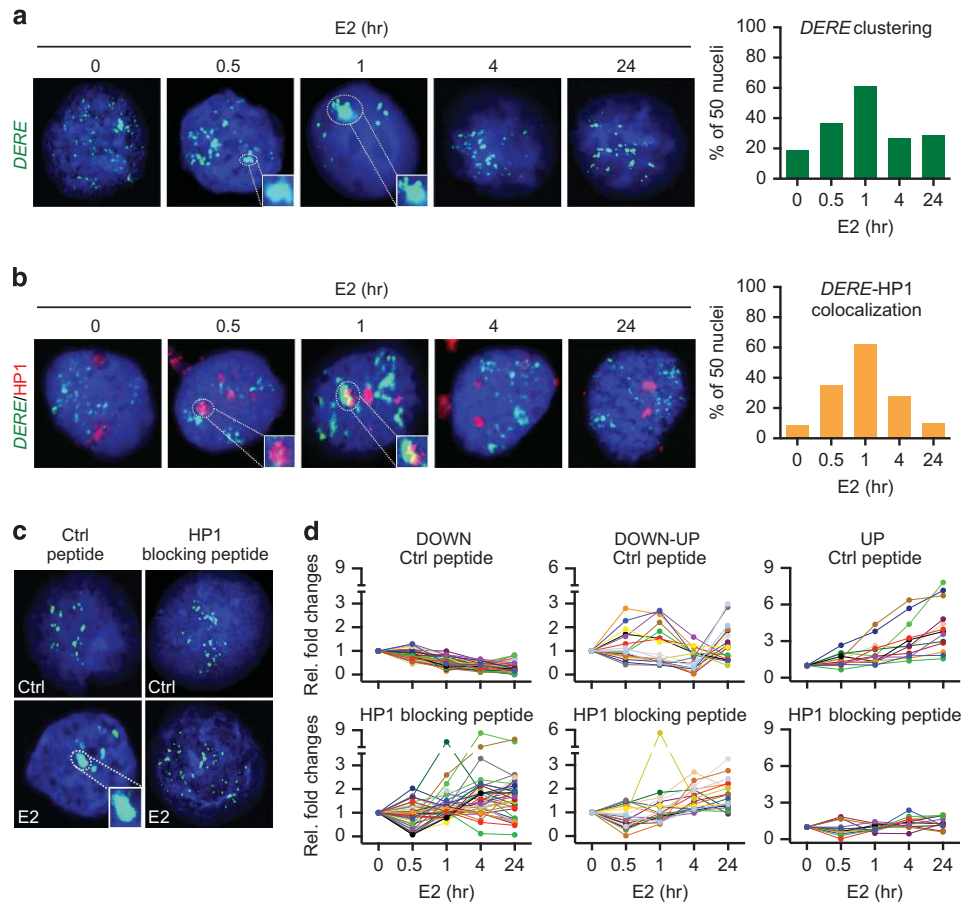 a
E2 (hr)
0 0.5 1 4 24
DERE
DERE clustering
% of 50 nuceli
100
80
60
40
20
0
0 0.5 1 4 24
E2 (hr)
b
E2 (hr)
0 0.5 1 4 24
DERE/HP1
DERE-HP1
colocalization
% of 50 nuclei
100
80
60
40
20
0
0 0.5 1 4 24
E2 (hr)
c
Ctrl
peptide
HP1
blocking peptide
Ctrl
Ctrl
E2
E2
d
DOWN
Ctrl peptide
Rel. fold changes
9
3
2
1
0
DOWN-UP
Ctrl peptide
6
3
2
1
0
UP
Ctrl peptide
9
6
3
0
HP1 blocking peptide
Rel. fold changes
9
3
2
1
0
0 0.5 1 4 24
E2 (hr)
HP1 blocking peptide
6
3
2
1
0
0 0.5 1 4 24
E2 (hr)
HP1 blocking peptide
9
6
3
0
0 0.5 1 4 24
E2 (hr)